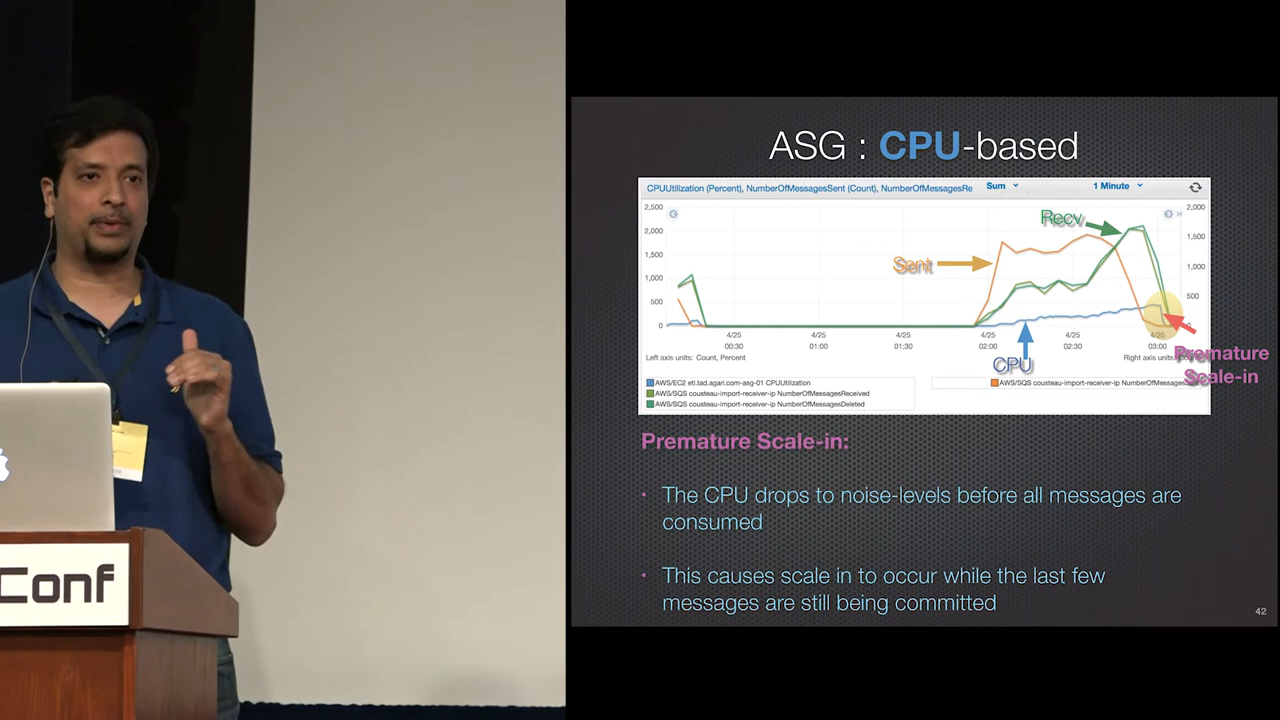 ASG : CPU-based
CPUUtilization (Percent), NumberOfMessagesSent (Count), NumberOfMessagesRe
Sum
1 Minute
2,500
2,000
1,500
1,000
500
0
2,000
1,500
1,000
500
Sent
Recv
CPU
4/25
00:30
4/25
01:00
4/25
01:30
4/25
02:00
4/25
02:30
4/25
03:00
Premature
Scale-in
Left axis units: Count, Percent
Right axis units:
AWS/EC2 etl.tad.agari.com-asg-01 CPUUtilization
AWS/SQS cousteau-import-receiver-ip NumberOfMessagesReceived
AWS/SQS cousteau-import-receiver-ip NumberOfMessagesDeleted
AWS/SQS cousteau-import-receiver-ip
Premature Scale-in:
• The CPU drops to noise-levels before all messages are
consumed
• This causes scale in to occur while the last few
messages are still being committed
42
Conf